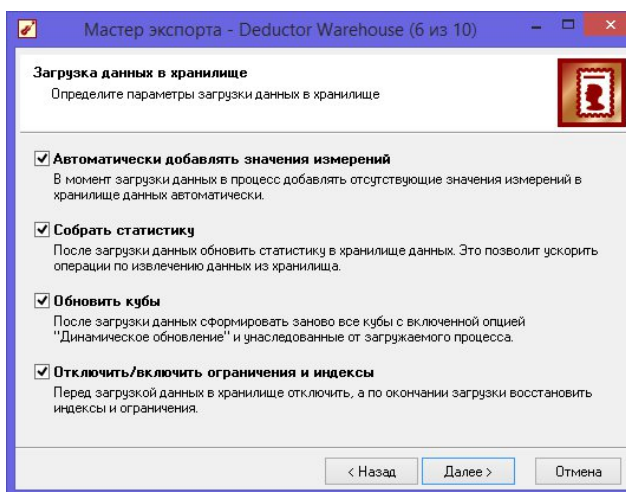 Мастер экспорта - Deductor Warehouse (6 из 10)
Загрузка данных в хранилище
Определите параметры загрузки данных в хранилище
Автоматически добавлять значения измерений
В момент загрузки данных в процесс добавлять отсутствующие значения измерений в
хранилище данных автоматически.
Собрать статистику
После загрузки данных обновить статистику в хранилище данных. Это позволит ускорить
операции по извлечению данных из хранилища.
Обновить кубы
После загрузки данных сформировать заново все кубы с включенной опцией
"Динамическое обновление" и унаследованные от загружаемого процесса.
Отключить/включить ограничения и индексы
Перед загрузкой данных в хранилище отключить, а по окончании загрузки восстановить
индексы и ограничения.
< Назад Далее > Отмена